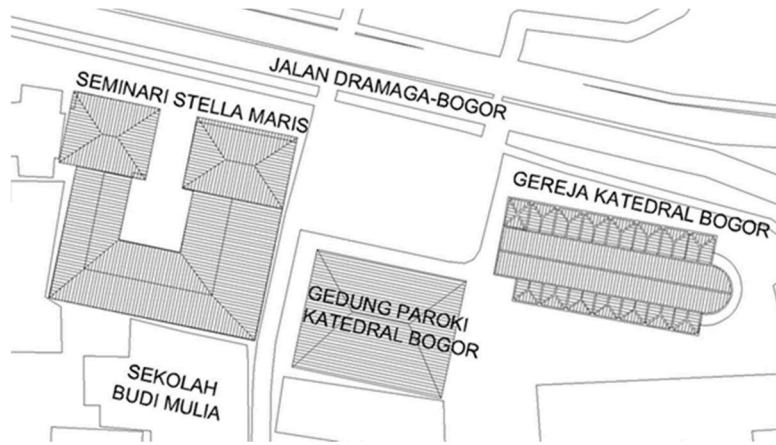 JALAN DRAMAGA-BOGOR
SEMINARI STELLA MARIS
GEREJA KATEDRAL BOGOR
GEDUNG PAROKI
KATEDRAL BOGOR
SEKOLAH
BUDI MULIA